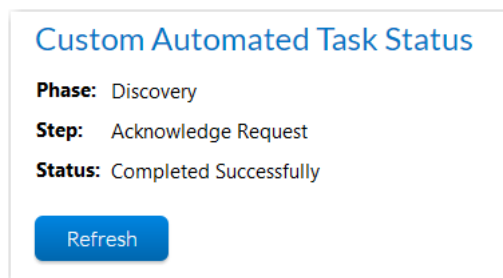 Custom Automated Task Status
Phase: Discovery
Step: Acknowledge Request
Status: Completed Successfully
Refresh